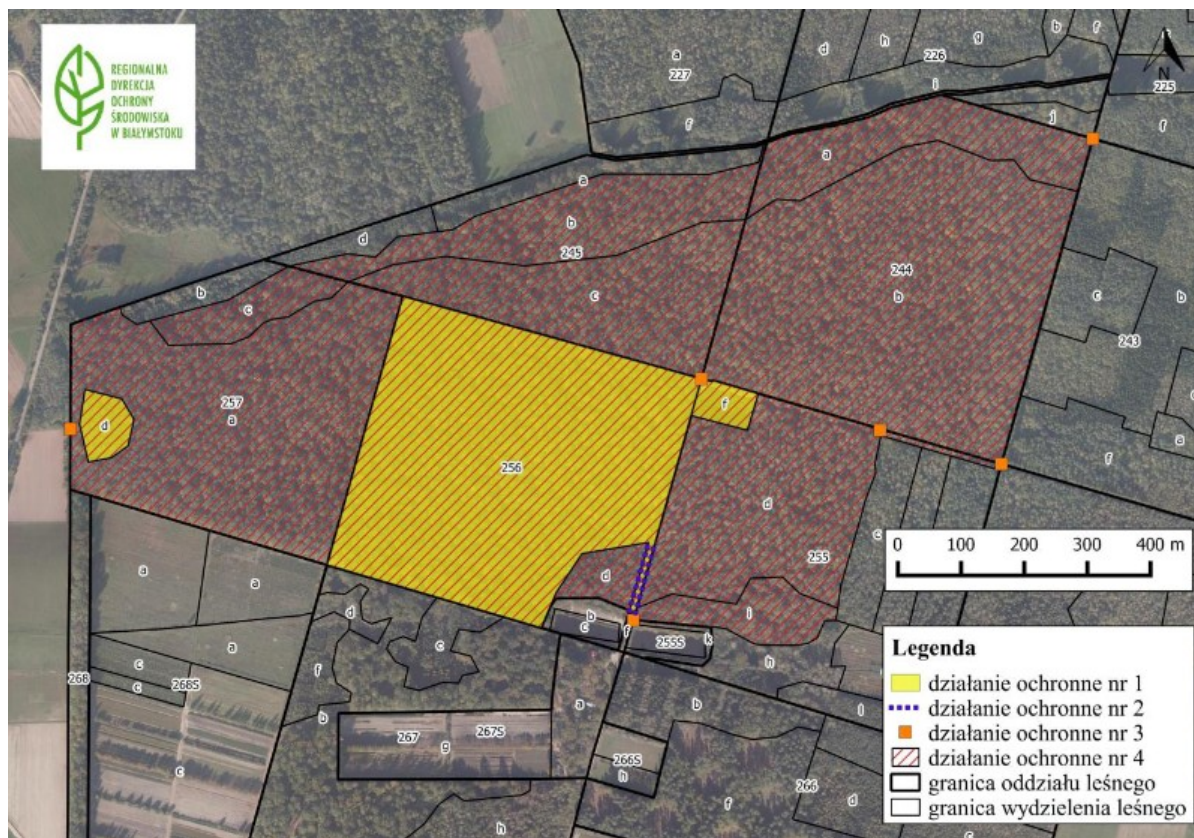 REGIONALNA
DYREKCJA
OCHRONY
ŚRODOWISKA
W BIAŁYMSTOKU
a
227
f
d
h
g
b
f
226
i
j
N
225
f
a
a
b
245
c
d
b
c
244
b
c
b
243
a
f
257
a
d
256
f
d
255
c
d
i
b
c
f
255S
k
h
l
a
a
a
c
c
268
268S
c
d
e
f
b
a
267
267S
g
h
b
266S
h
f
266
d
0 100 200 300 400 m
Legenda
działanie ochronne nr 1
działanie ochronne nr 2
działanie ochronne nr 3
działanie ochronne nr 4
granica oddziału leśnego
granica wydzielenia leśnego